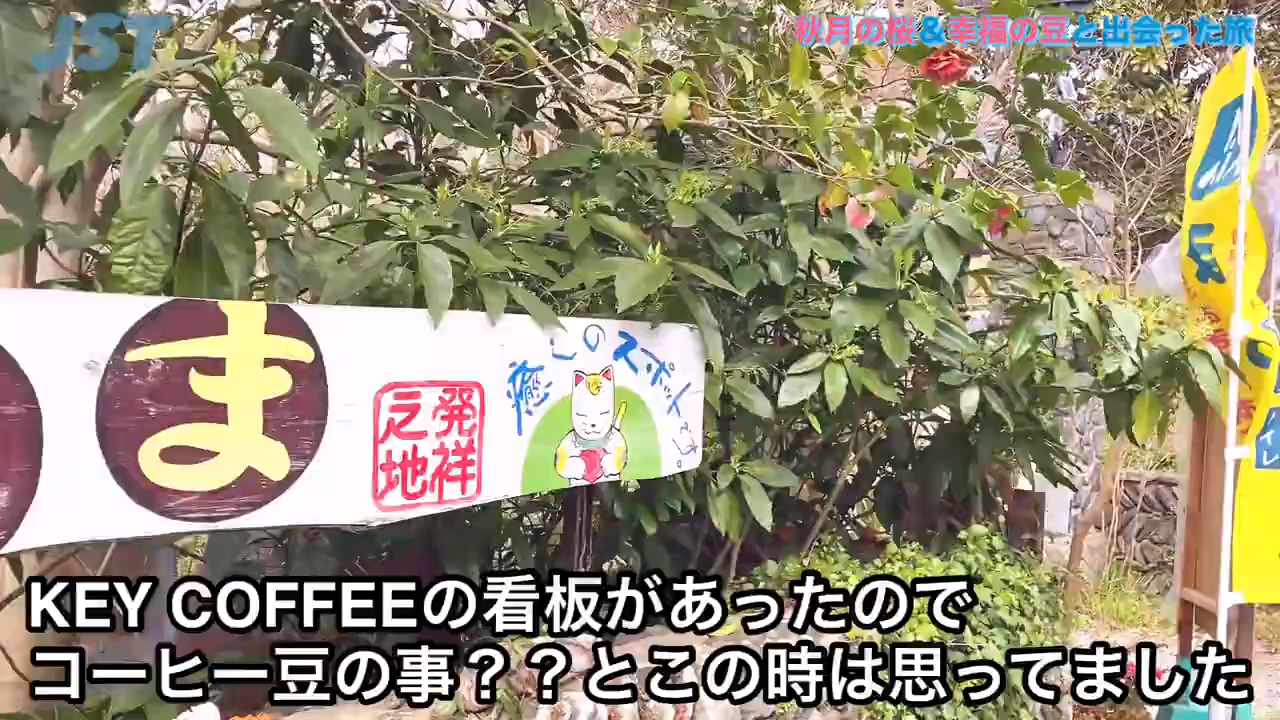 JST
秋月の桜&幸福の豆と出会った旅
ま
発祥
之地
癒しのスポットです。
KEY COFFEEの看板があったので
コーヒー豆の事??とこの時は思ってました